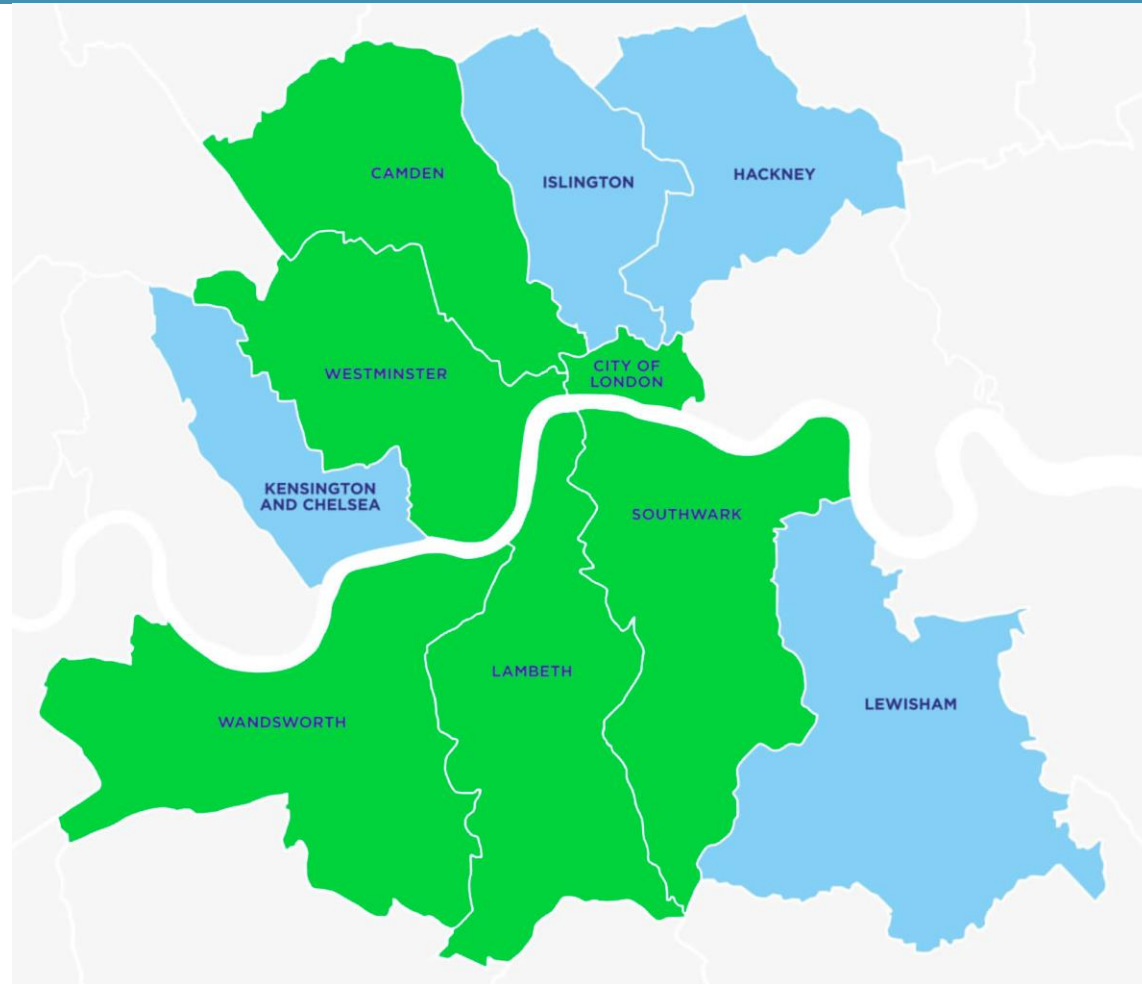 CAMDEN
ISLINGTON
HACKNEY
WESTMINSTER
CITY OF
LONDON
KENSINGTON
AND CHELSEA
SOUTHWARK
LAMBETH
WANDSWORTH
LEWISHAM